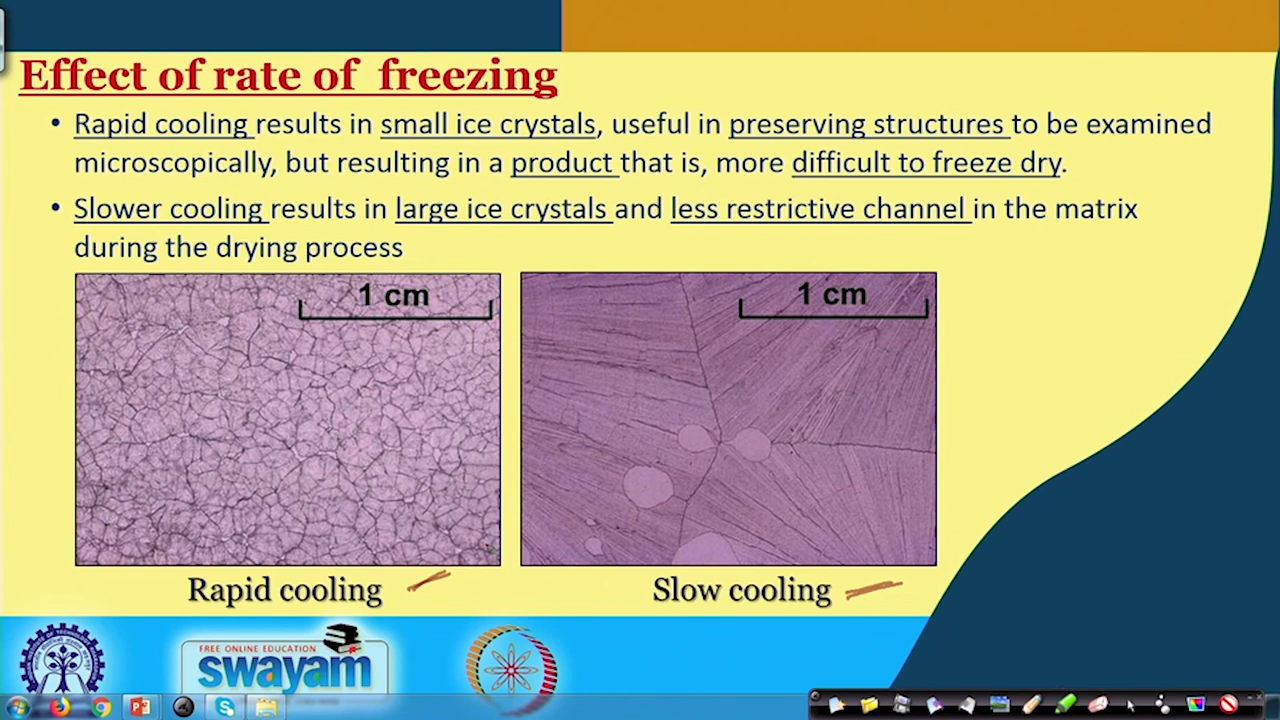 Effect of rate of freezing
• Rapid cooling results in small ice crystals, useful in preserving structures to be examined
microscopically, but resulting in a product that is, more difficult to freeze dry.
• Slower cooling results in large ice crystals and less restrictive channel in the matrix
during the drying process
1 cm
1 cm
Rapid cooling
Slow cooling
FREE ONLINE EDUCATION
swayam